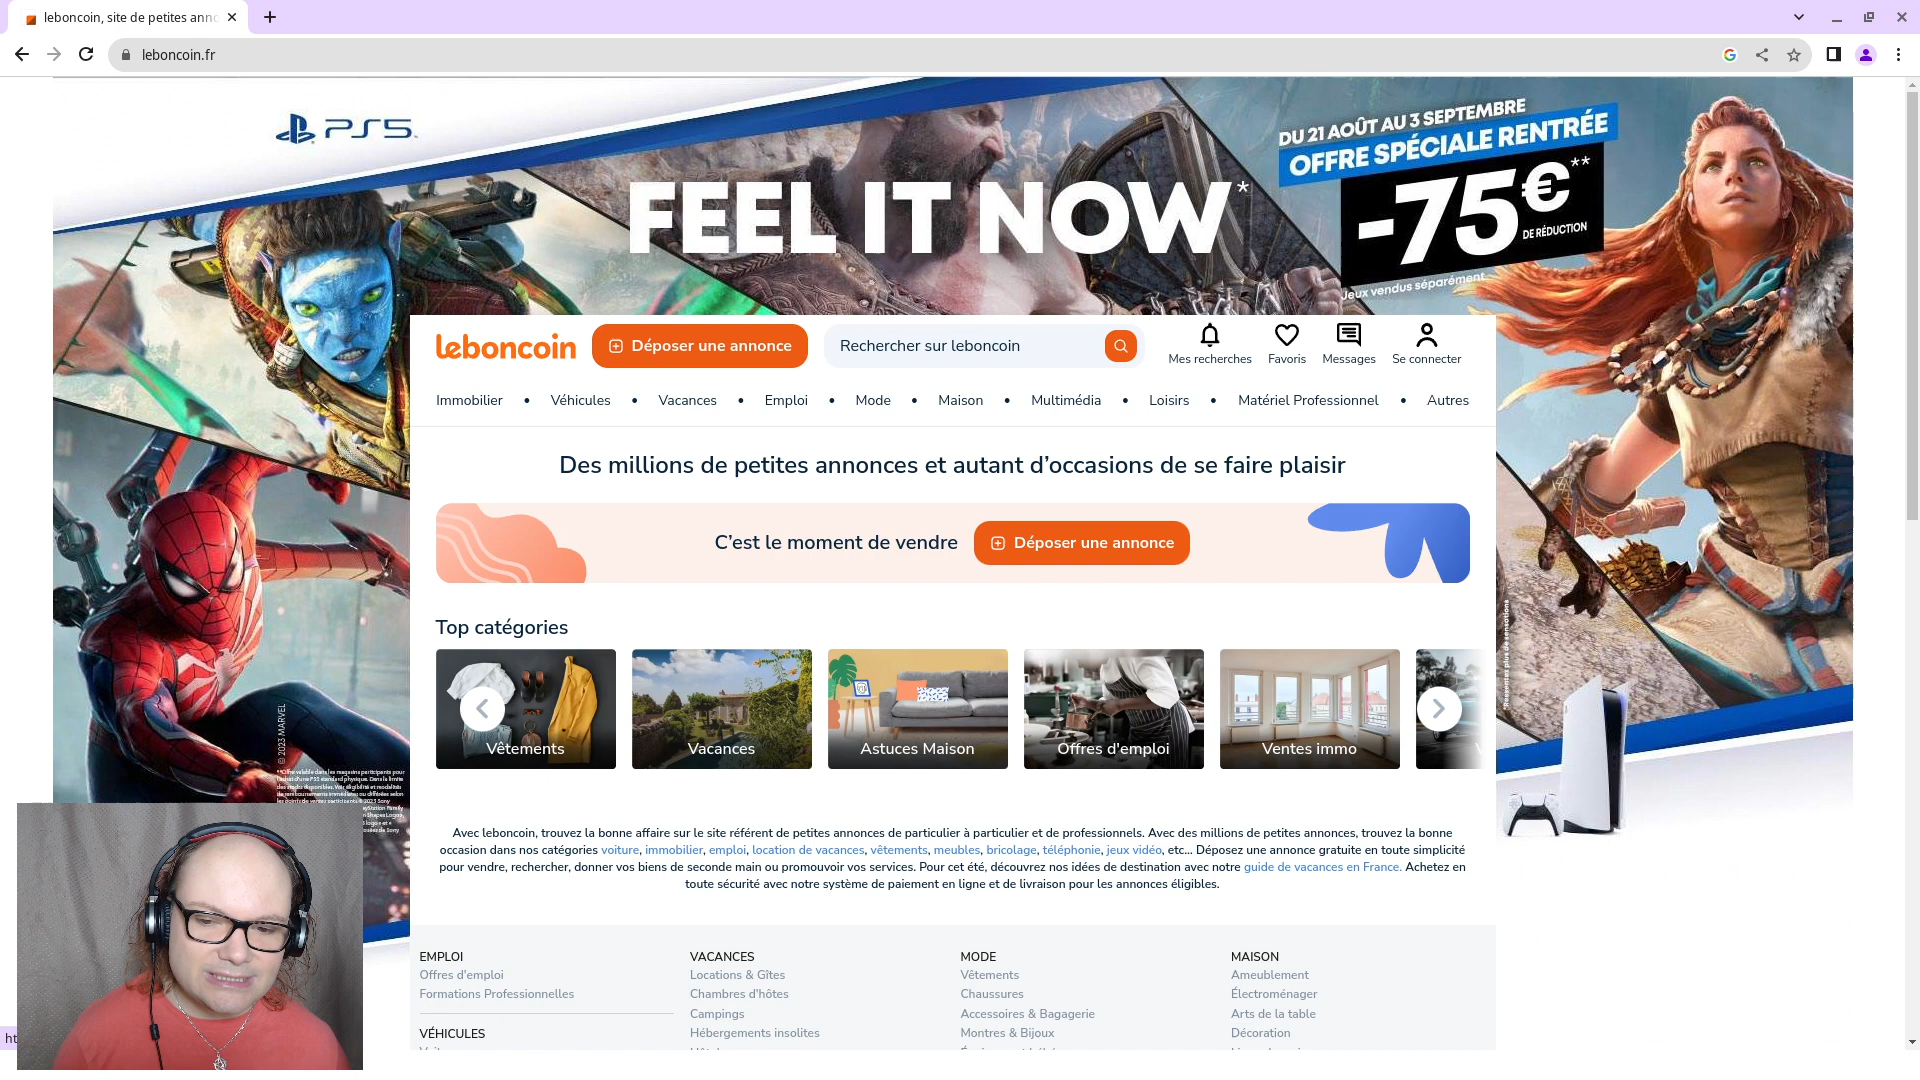 leboncoin, site de petites anno
leboncoin.fr
PS5
FEEL IT NOW*
DU 21 AOÛT AU 3 SEPTEMBRE
OFFRE SPÉCIALE RENTRÉE
-75€**
DE RÉDUCTION
Jeux vendus séparément
leboncoin
Déposer une annonce
Rechercher sur leboncoin
Mes recherches
Favoris
Messages
Se connecter
Immobilier • Véhicules • Vacances • Emploi • Mode • Maison • Multimédia • Loisirs • Matériel Professionnel • Autres
Des millions de petites annonces et autant d’occasions de se faire plaisir
C’est le moment de vendre
Déposer une annonce
Top catégories
Vêtements
Vacances
Astuces Maison
Offres d'emploi
Ventes immo
V
© 2023 MARVEL
Avec leboncoin, trouvez la bonne affaire sur le site référent de petites annonces de particulier à particulier et de professionnels. Avec des millions de petites annonces, trouvez la bonne
occasion dans nos catégories voiture, immobilier, emploi, location de vacances, vêtements, meubles, bricolage, téléphonie, jeux vidéo, etc... Déposez une annonce gratuite en toute simplicité
pour vendre, rechercher, donner vos biens de seconde main ou promouvoir vos services. Pour cet été, découvrez nos idées de destination avec notre guide de vacances en France. Achetez en
toute sécurité avec notre système de paiement en ligne et de livraison pour les annonces éligibles.
EMPLOI
Offres d'emploi
Formations Professionnelles
VÉHICULES
VACANCES
Locations & Gîtes
Chambres d'hôtes
Campings
Hébergements insolites
MODE
Vêtements
Chaussures
Accessoires & Bagagerie
Montres & Bijoux
MAISON
Ameublement
Électroménager
Arts de la table
Décoration
ht